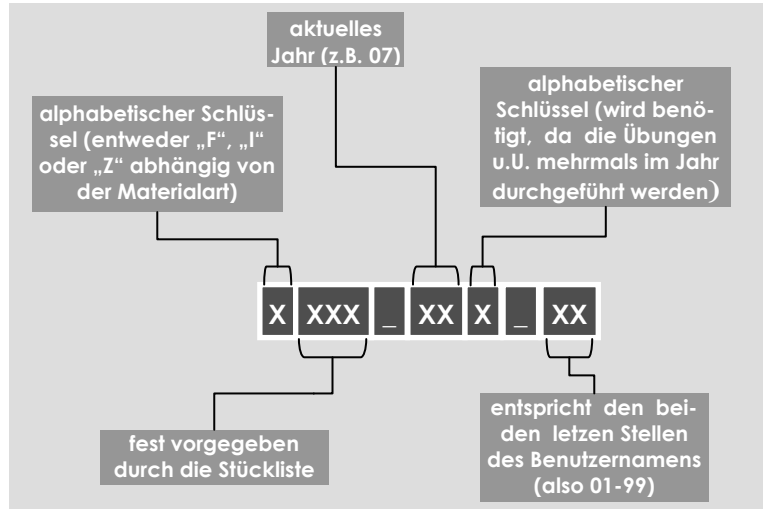 aktuelles
Jahr (z.B. 07)
alphabetischer Schlüs-
sel (entweder „F“, „I“
oder „Z“ abhängig von
der Materialart)
alphabetischer
Schlüssel (wird benö-
tigt, da die Übungen
u.U. mehrmals im Jahr
durchgeführt werden)
X XXX _ XX X _ XX
fest vorgegeben
durch die Stückliste
entspricht den bei-
den letzen Stellen
des Benutzernamens
(also 01-99)